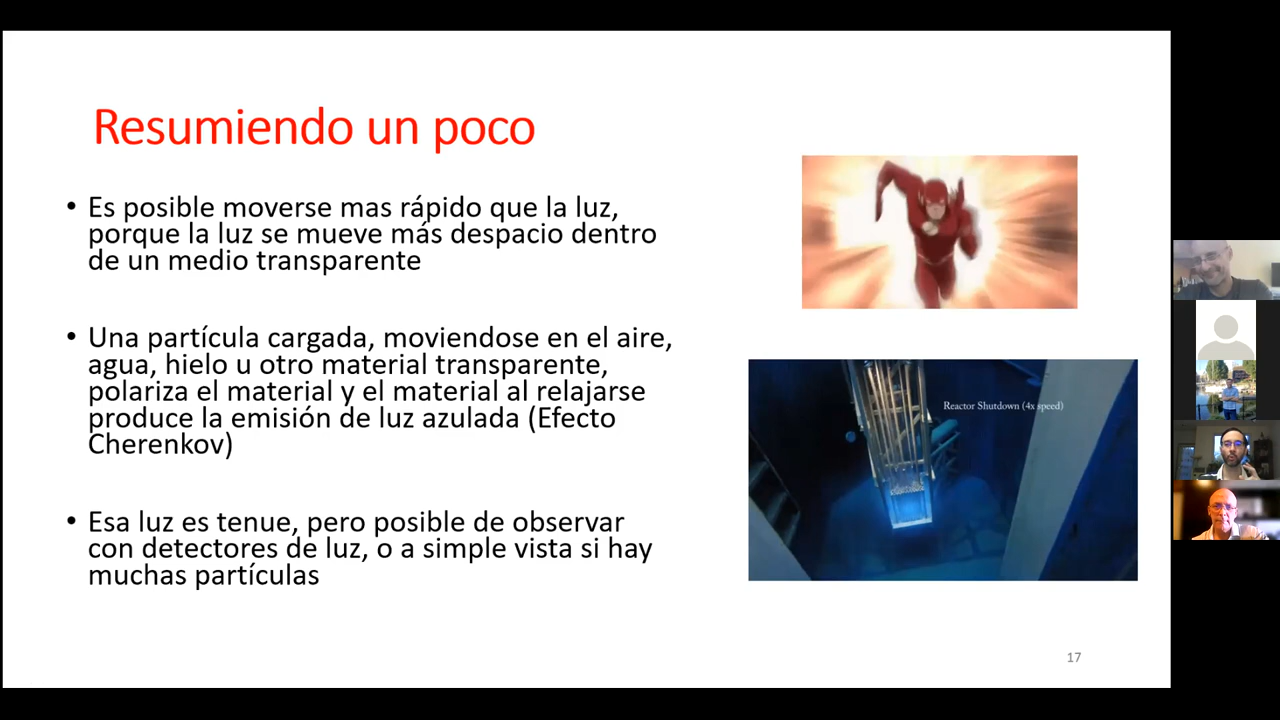 Resumiendo un poco
• Es posible moverse mas rápido que la luz,
porque la luz se mueve más despacio dentro
de un medio transparente
• Una partícula cargada, moviendose en el aire,
agua, hielo u otro material transparente,
polariza el material y el material al relajarse
produce la emisión de luz azulada (Efecto
Cherenkov)
• Esa luz es tenue, pero posible de observar
con detectores de luz, o a simple vista si hay
muchas partículas
Reactor Shutdown (4x speed)
17